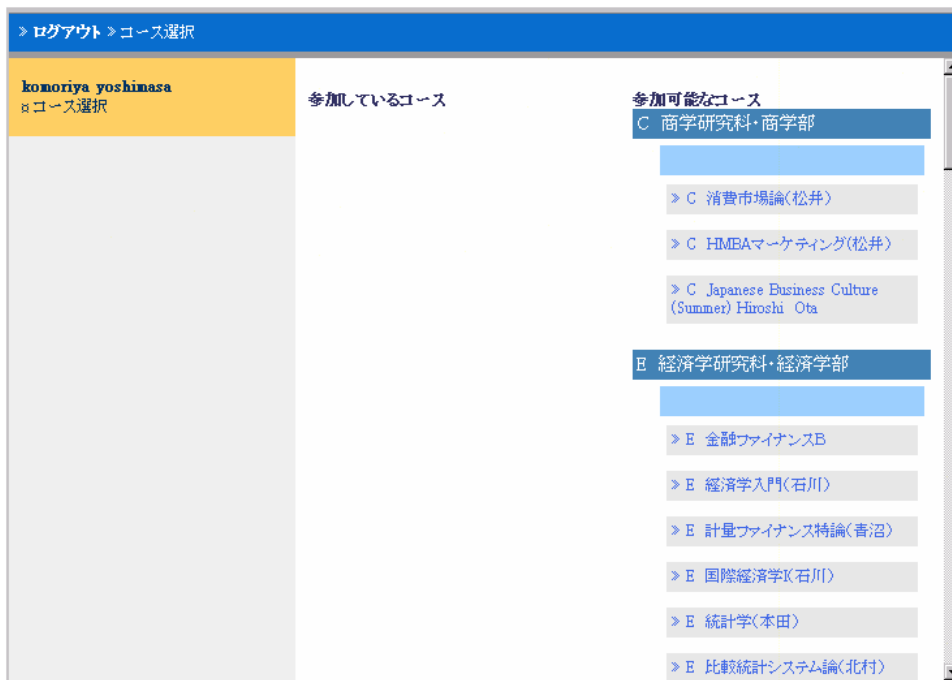 » ログアウト » コース選択
komoriya yoshimasa
¤コース選択
参加しているコース
参加可能なコース
C 商学研究科・商学部
» C 消費市場論(松井)
» C HMBAマーケティング(松井)
» C Japanese Business Culture
(Summer) Hiroshi Ota
E 経済学研究科・経済学部
» E 金融ファイナンスB
» E 経済学入門(石川)
» E 計量ファイナンス特論(青沼)
» E 国際経済学I(石川)
» E 統計学(本田)
» E 比較統計システム論(北村)